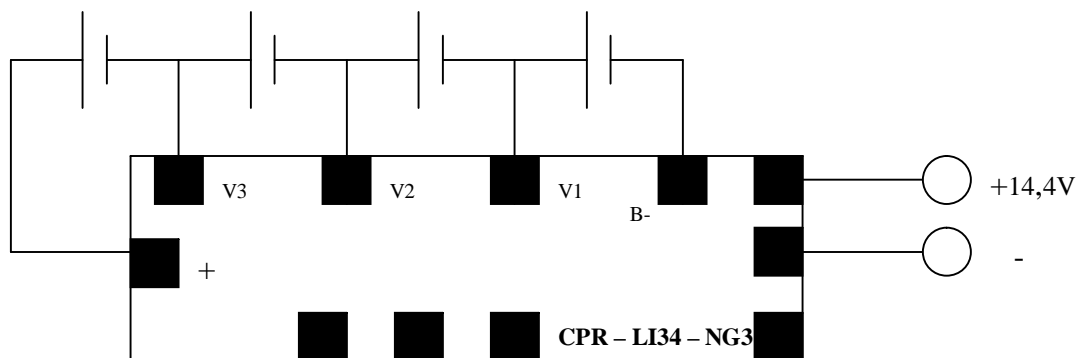 V3
V2
V1
B-
+14,4V
-
+
CPR – LI34 – NG3